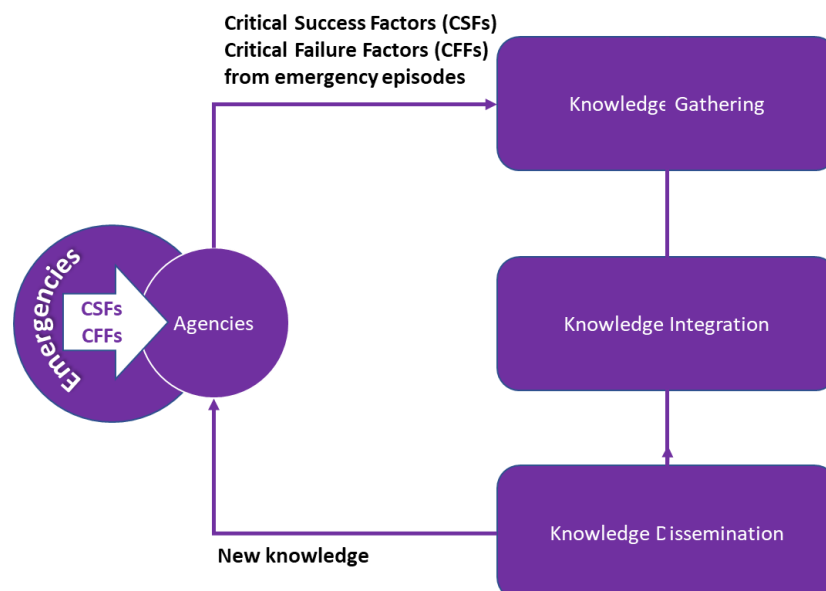 Critical Success Factors (CSFs)
Critical Failure Factors (CFFs)
from emergency episodes
Knowledge Gathering
Emergencies
CSFs
CFFs
Agencies
Knowledge Integration
Knowledge Dissemination
New knowledge